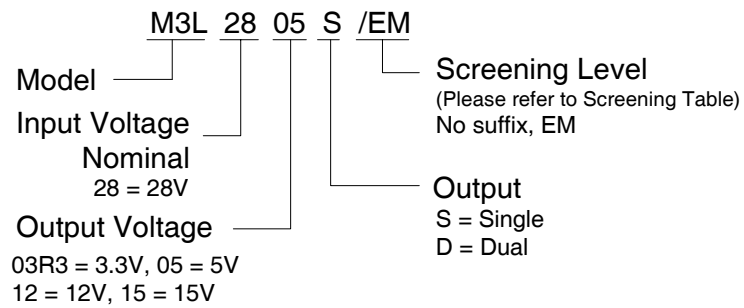 M3L 28 05 S /EM
Model
Input Voltage
Nominal
28 = 28V
Output Voltage
03R3 = 3.3V, 05 = 5V
12 = 12V, 15 = 15V
Screening Level
(Please refer to Screening Table)
No suffix, EM
Output
S = Single
D = Dual